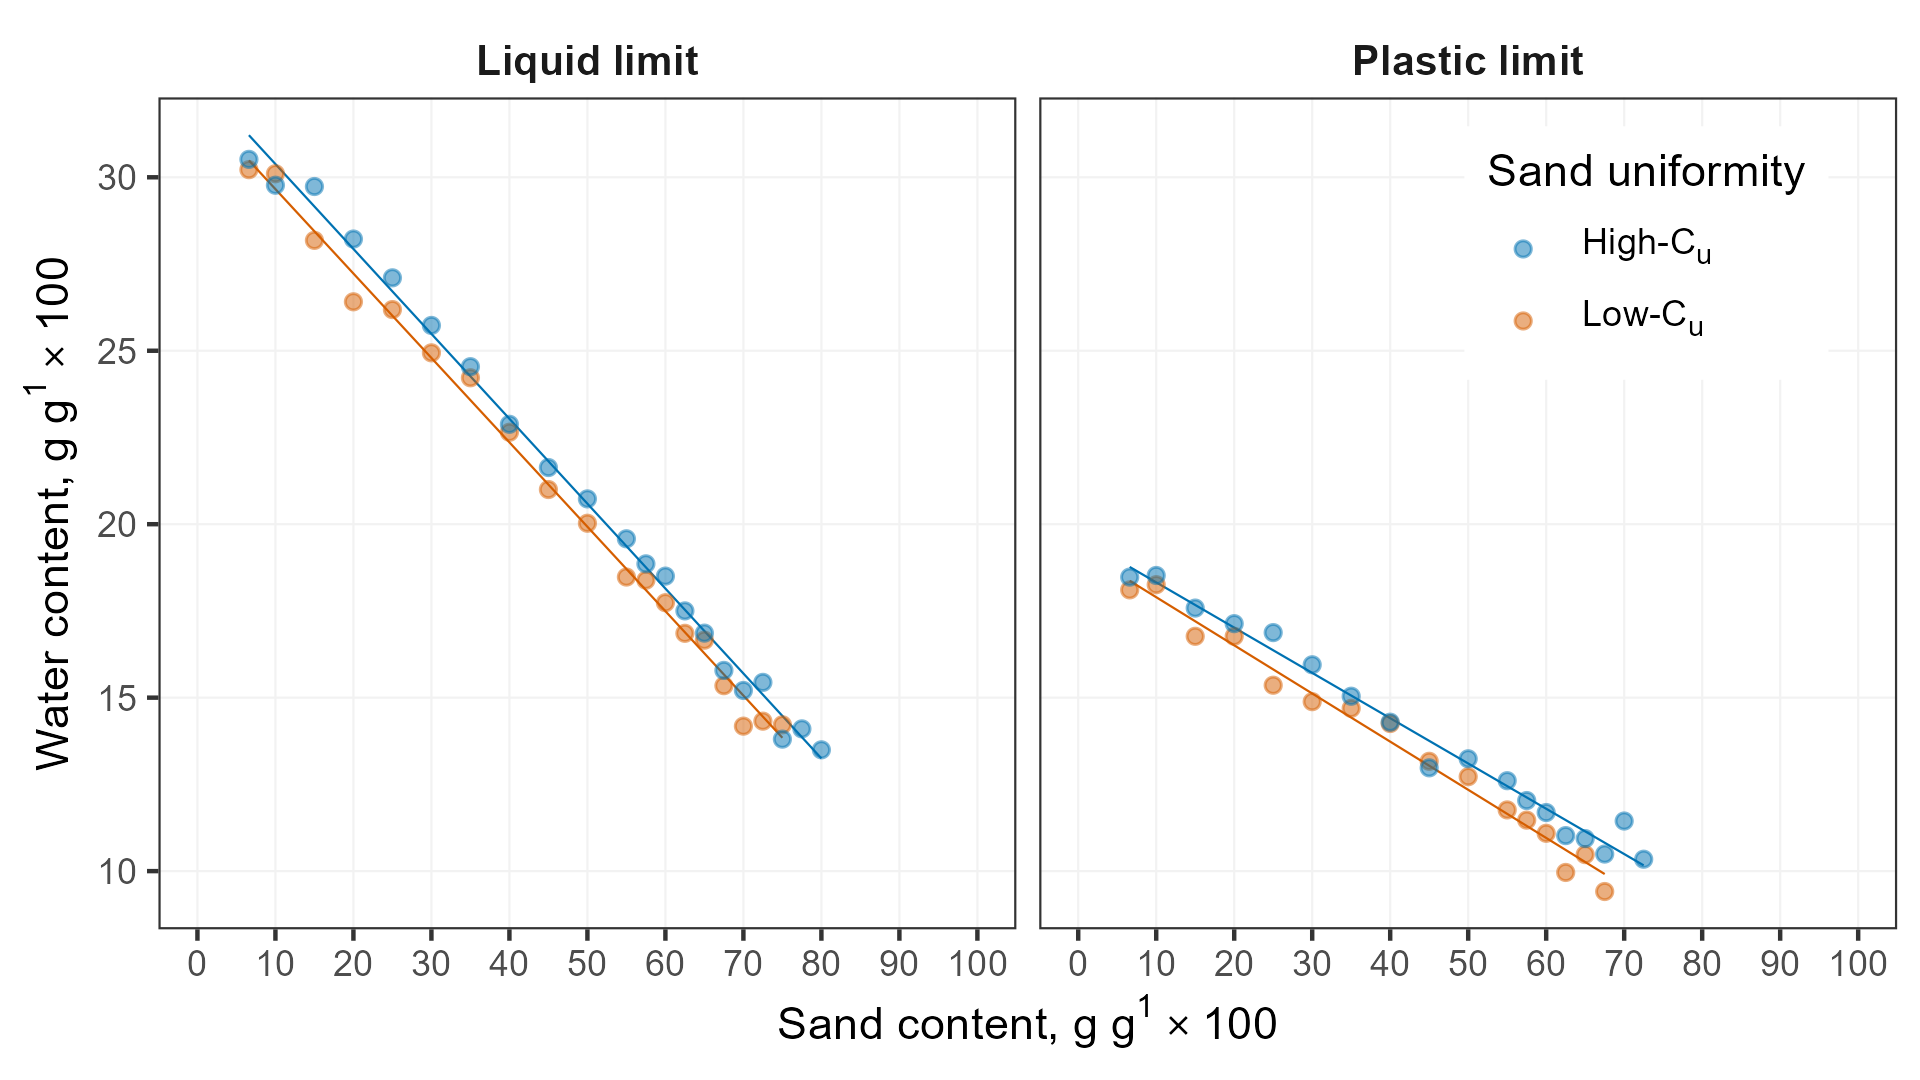 Liquid limit
Plastic limit
Water content, g g¹ × 100
30
25
20
15
10
Sand uniformity
High-Cᵤ
Low-Cᵤ
0 10 20 30 40 50 60 70 80 90 100
0 10 20 30 40 50 60 70 80 90 100
Sand content, g g¹ × 100